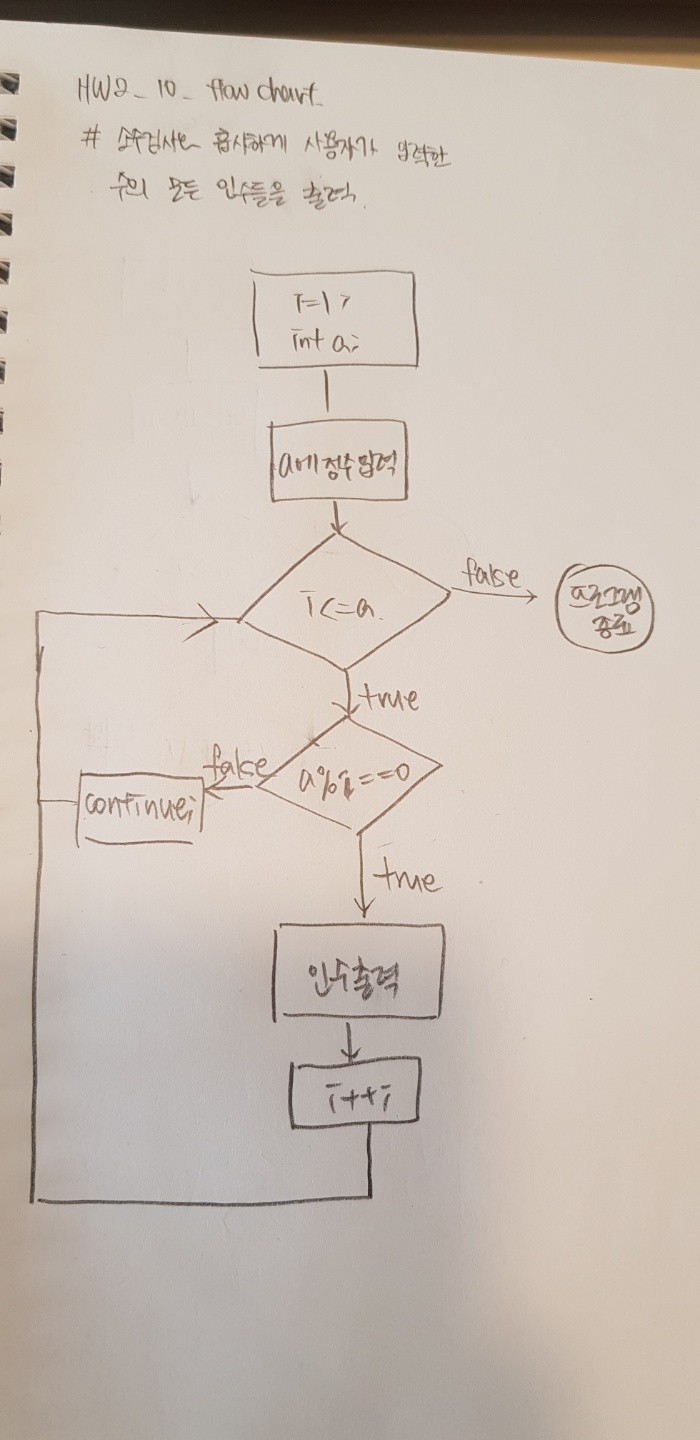 HW2_10_ flow chart
# 소수검사와 흡사하게 사용자가 입력한
수의 모든 인수들을 출력.
i=1;
int a;
a에 정수입력
i<=a
false
프로그램
종료
true
a%i==0
false
continue;
true
인수출력
i++;